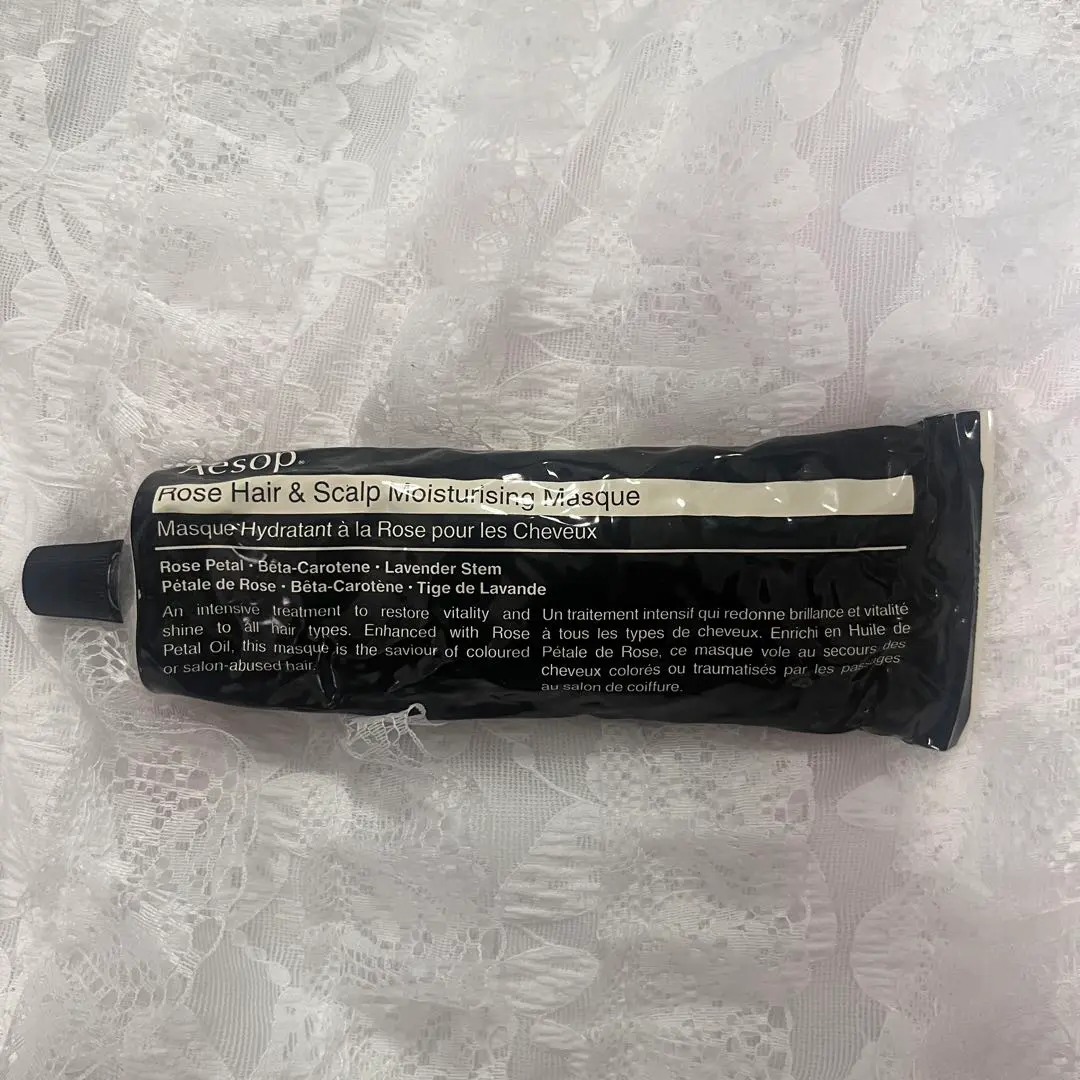 Aesop.
Rose Hair & Scalp Moisturising Masque
Masque Hydratant à la Rose pour les Cheveux
Rose Petal · Bêta-Carotene · Lavender Stem
Pétale de Rose · Bêta-Carotène · Tige de Lavande
An intensive treatment to restore vitality and
shine to all hair types. Enhanced with Rose
Petal Oil, this masque is the saviour of coloured
or salon-abused hair.
Un traitement intensif qui redonne brillance et vitalité
à tous les types de cheveux. Enrichi en Huile de
Pétale de Rose, ce masque vole au secours des
cheveux colorés ou traumatisés par les passages
au salon de coiffure.